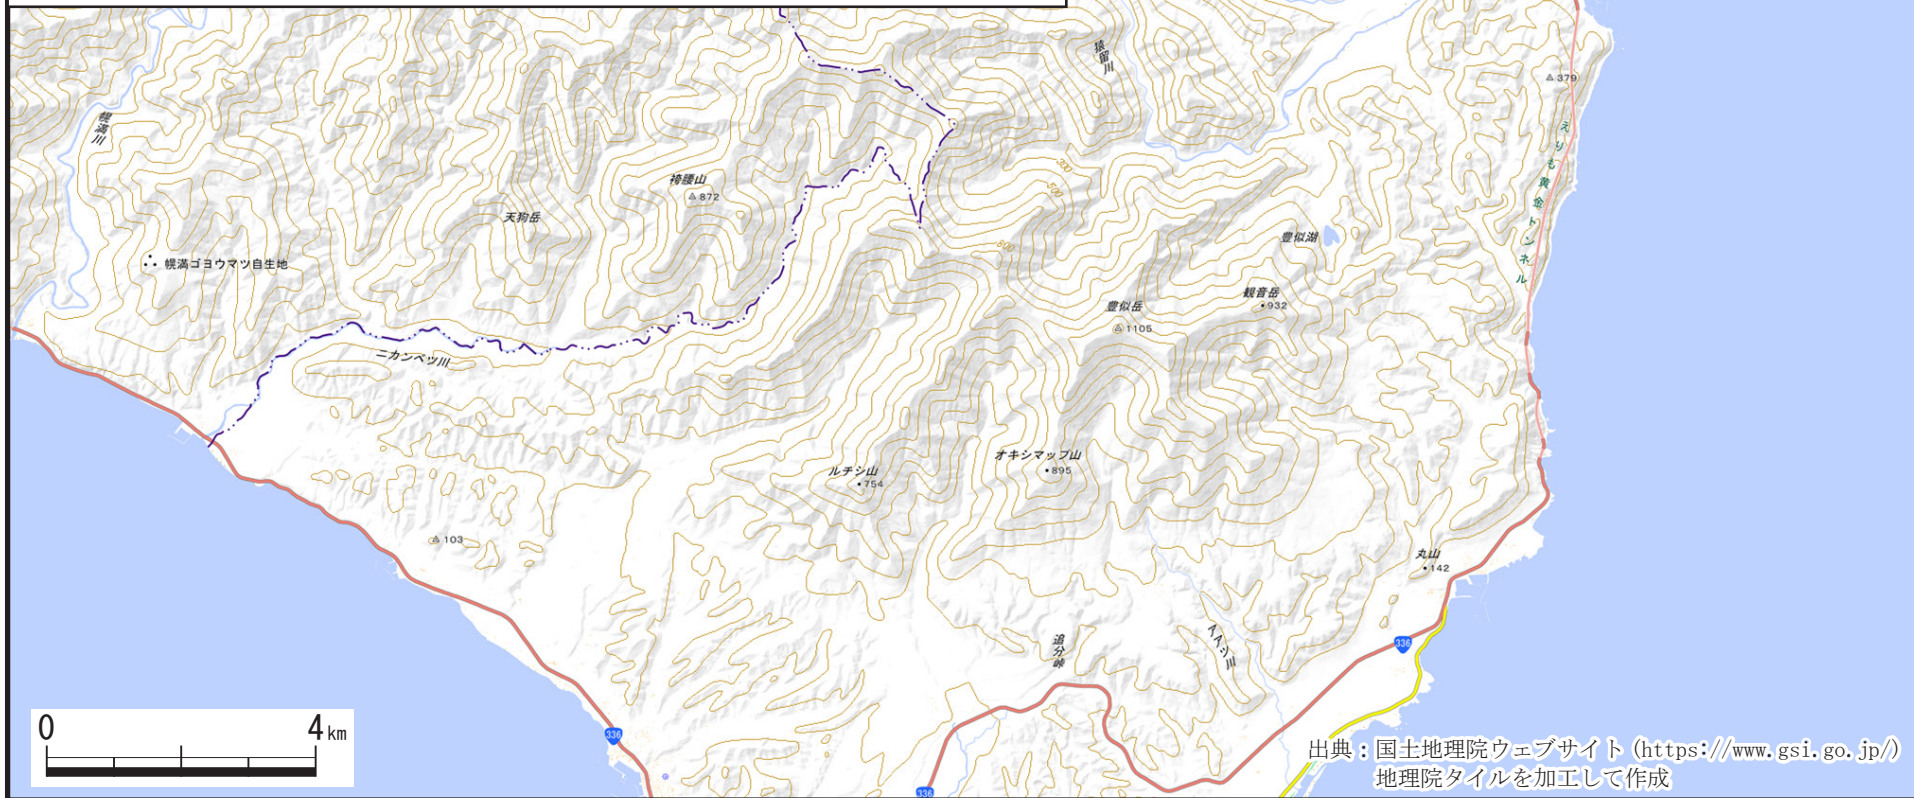 猿留川
379
幌満川
えりも黄金トンネル
300
500
袴腰山
872
天狗岳
豊似湖
800
幌満ゴヨウマツ自生地
観音岳
932
豊似岳
1105
ニカンベツ川
オキシマップ山
895
ルチシ山
754
103
丸山
142
追分峠
336
336
336
0 4km
出典:国土地理院ウェブサイト(https://www.gsi.go.jp/)
地理院タイルを加工して作成